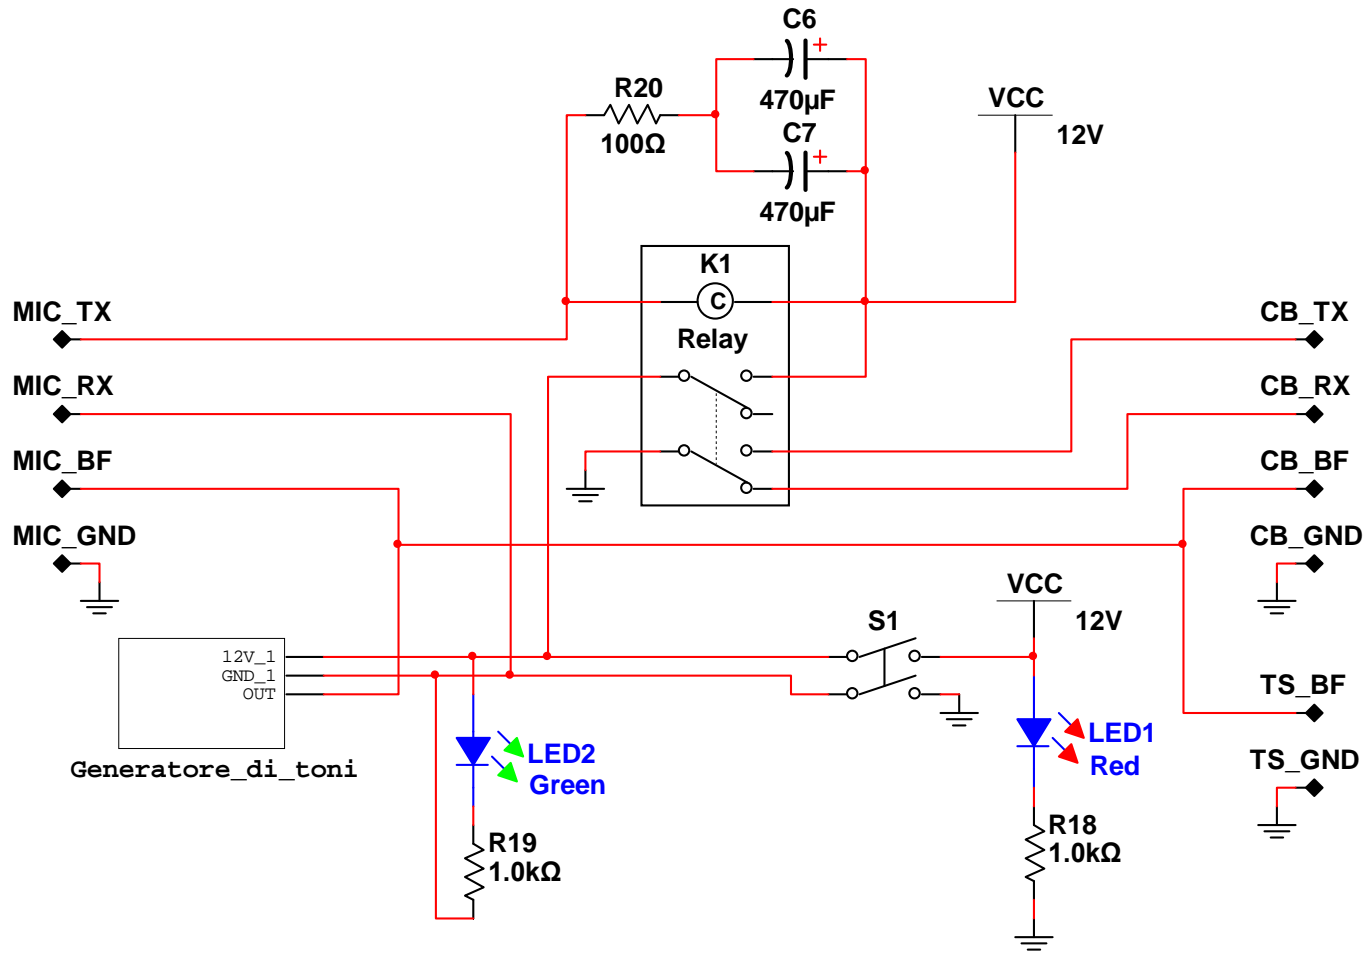 C6
470µF
R20
100Ω
C7
470µF
VCC
12V
K1
C
Relay
MIC_TX
MIC_RX
MIC_BF
MIC_GND
CB_TX
CB_RX
CB_BF
CB_GND
VCC
12V
S1
12V_1
GND_1
OUT
Generatore_di_toni
LED2
Green
LED1
Red
TS_BF
TS_GND
R19
1.0kΩ
R18
1.0kΩ